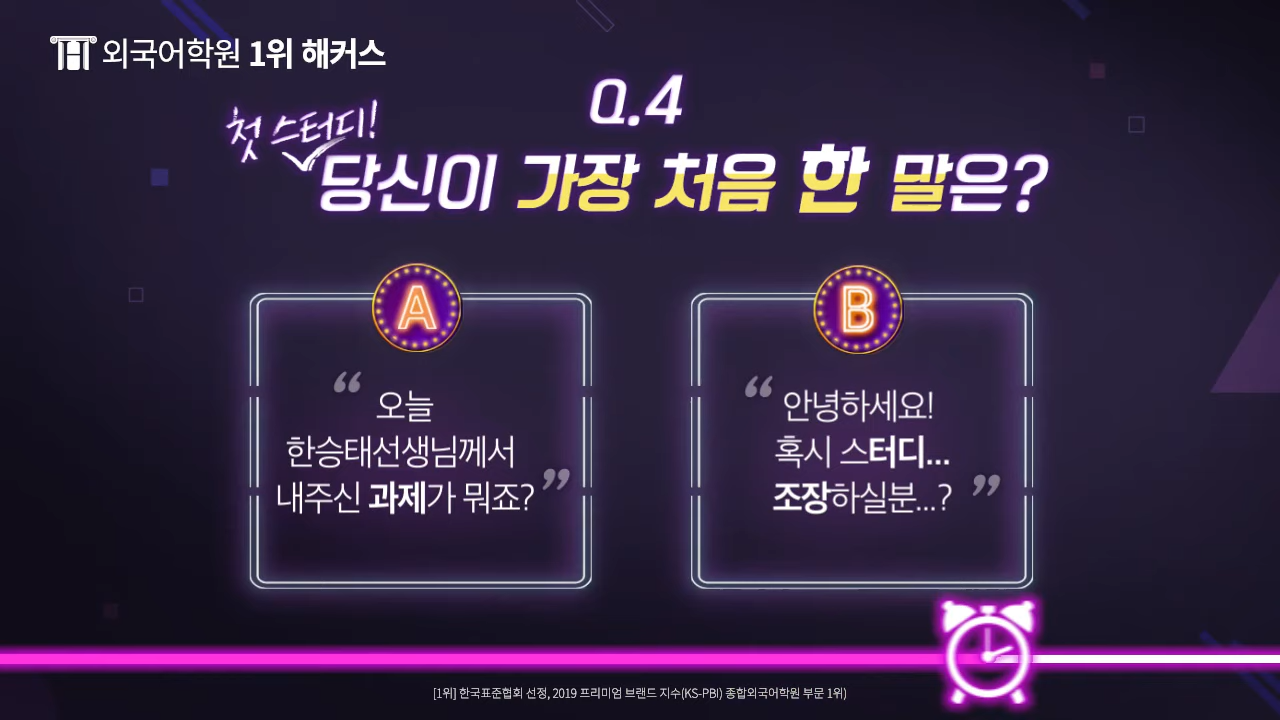 외국어학원 1위 해커스
Q.4
첫 스터디!
당신이 가장 처음 한 말은?
A
“ 오늘
한승태선생님께서
내주신 과제가 뭐죠? ”
B
“ 안녕하세요!
혹시 스터디...
조장하실분...? ”
[1위] 한국표준협회 선정, 2019 프리미엄 브랜드 지수(KS-PBI) 종합외국어학원 부문 1위)